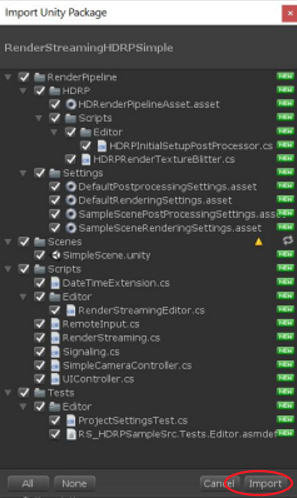 Import Unity Package
RenderStreamingHDRPSimple
RenderPipeline NEW
HDRP NEW
HDRenderPipelineAsset.asset NEW
Scripts NEW
Editor NEW
HDRPInitialSetupPostProcessor.cs NEW
HDRPRenderTextureBlitter.cs NEW
Settings NEW
DefaultPostprocessingSettings.asset NEW
DefaultRenderingSettings.asset NEW
SampleScenePostProcessingSettings.asset NEW
SampleSceneRenderingSettings.asset NEW
Scenes
SimpleScene.unity NEW
Scripts NEW
DateTimeExtension.cs NEW
Editor NEW
RenderStreamingEditor.cs NEW
RemoteInput.cs NEW
RenderStreaming.cs NEW
Signaling.cs NEW
SimpleCameraController.cs NEW
UIController.cs NEW
Tests NEW
Editor NEW
ProjectSettingsTest.cs NEW
RS_HDRPSampleSrc.Tests.Editor.asmdef NEW
All None Cancel Import